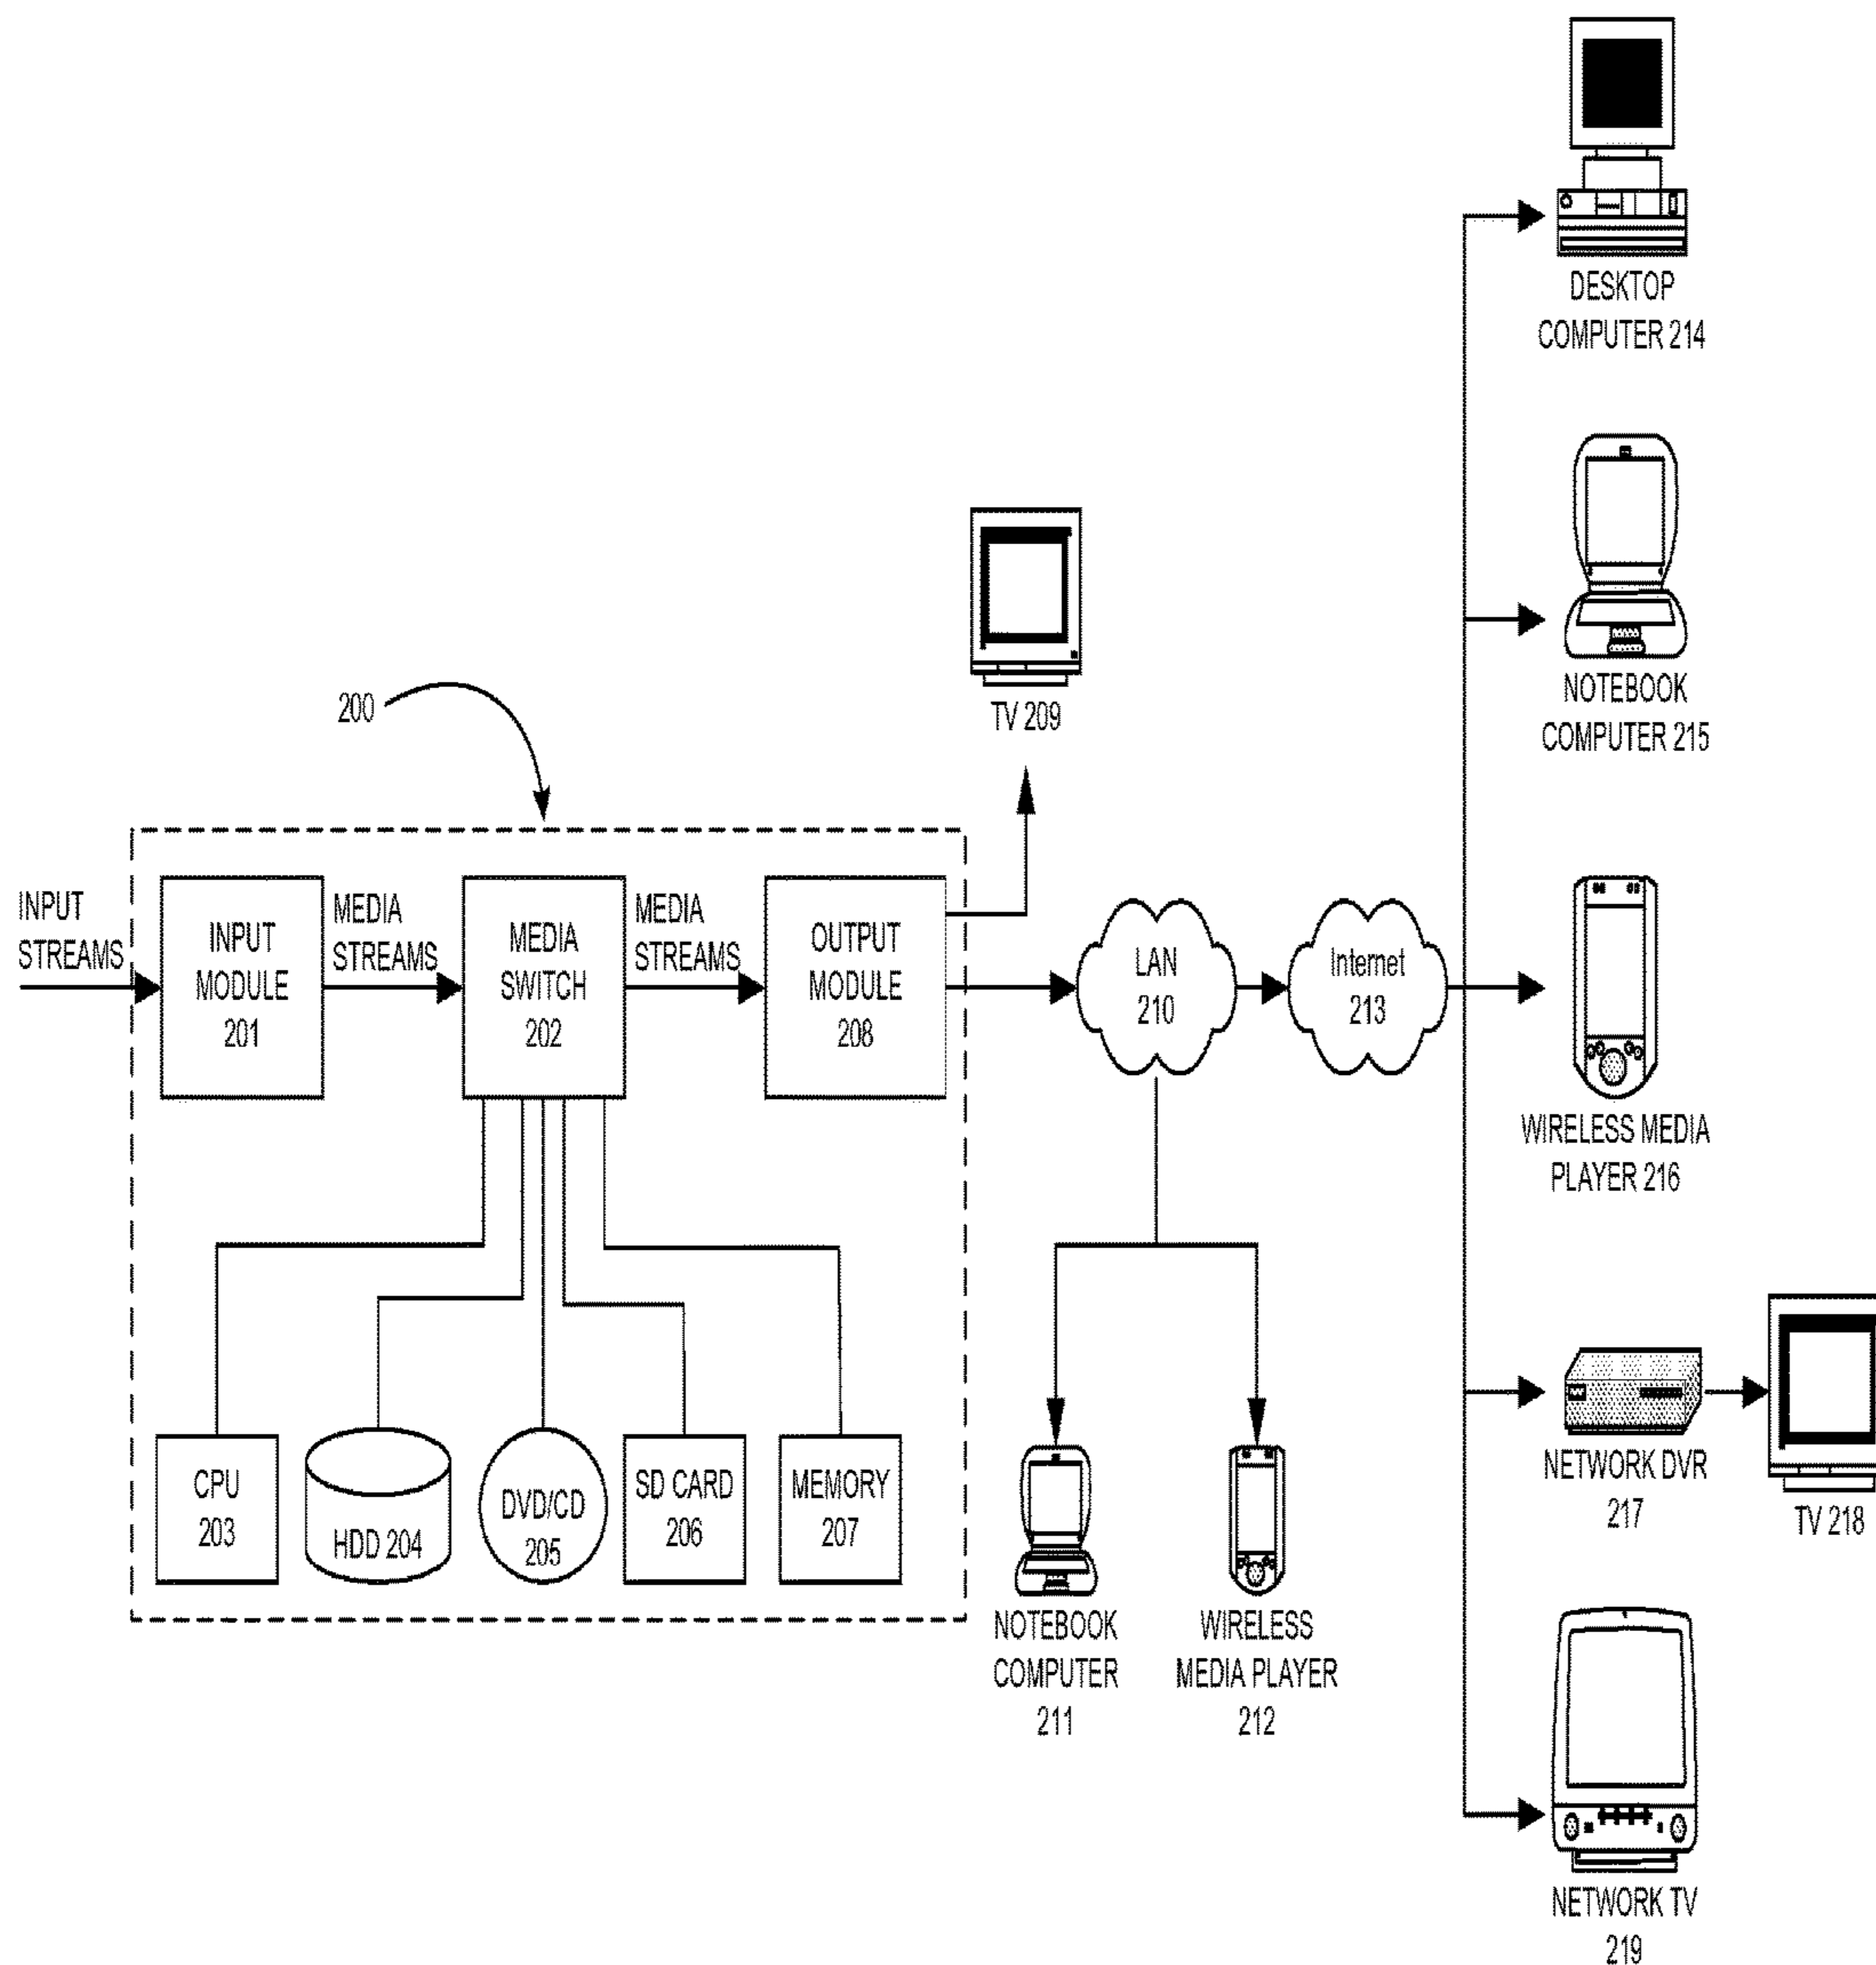 DESKTOP
COMPUTER 214
NOTEBOOK
COMPUTER 215
TV 209
200
INPUT
STREAMS
INPUT
MODULE
201
MEDIA
STREAMS
MEDIA
SWITCH
202
MEDIA
STREAMS
OUTPUT
MODULE
208
LAN
210
Internet
213
WIRELESS MEDIA
PLAYER 216
CPU
203
HDD 204
DVD/CD
205
SD CARD
206
MEMORY
207
NETWORK DVR
217
TV 218
NOTEBOOK
COMPUTER
211
WIRELESS
MEDIA PLAYER
212
NETWORK TV
219